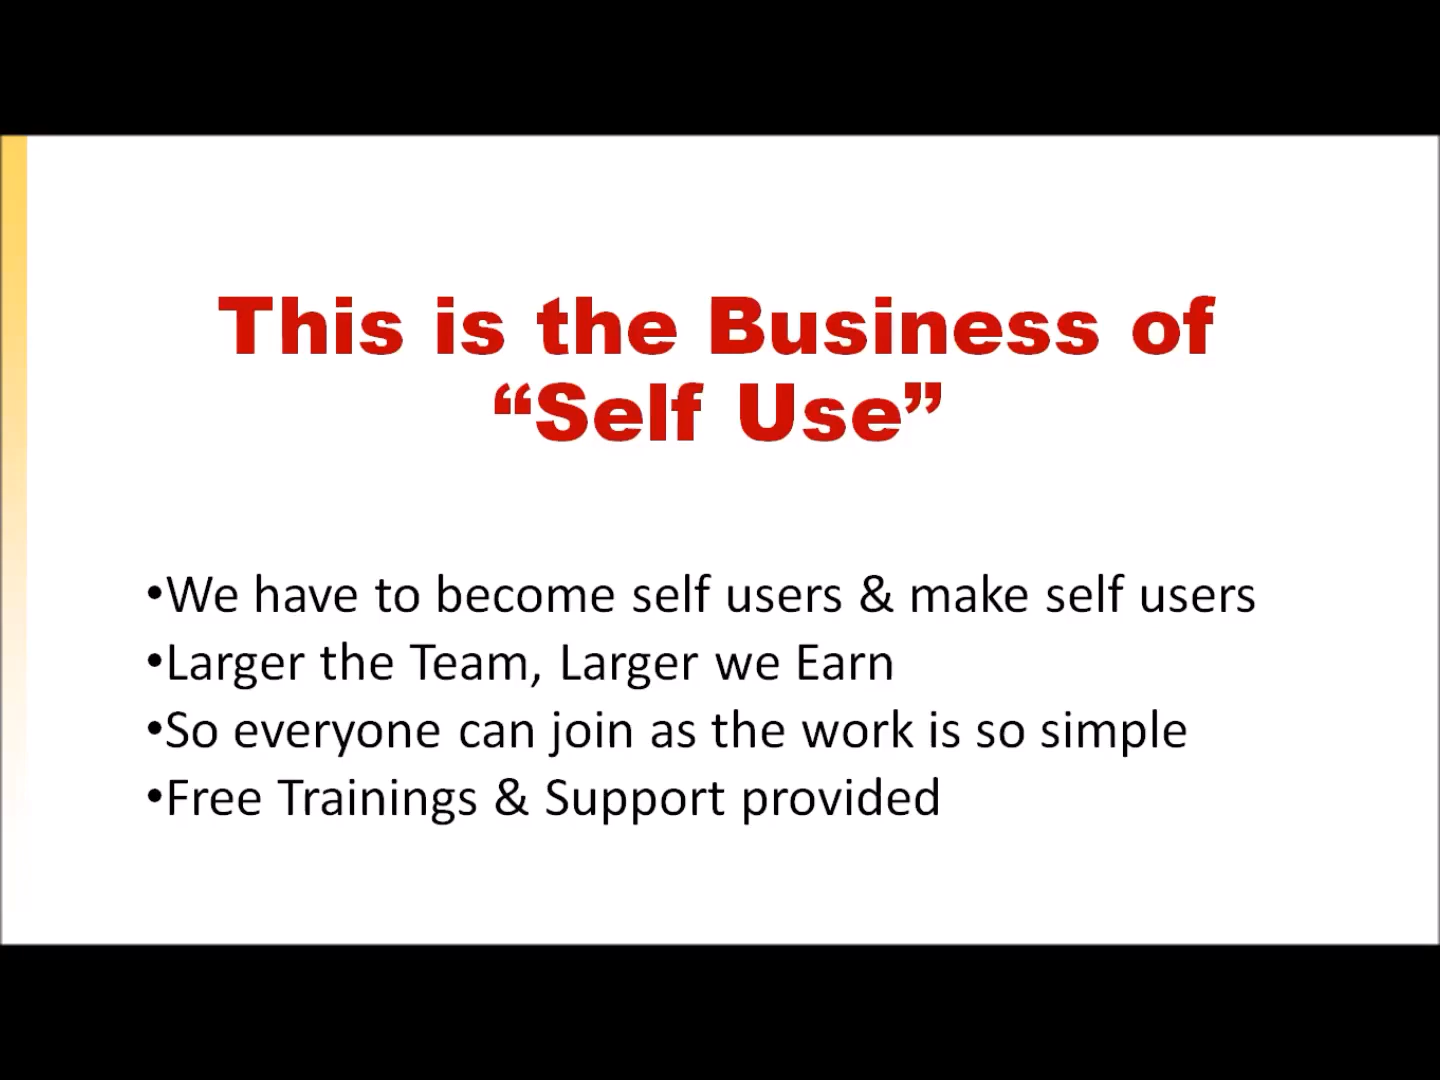 This is the Business of
“Self Use”
•We have to become self users & make self users
•Larger the Team, Larger we Earn
•So everyone can join as the work is so simple
•Free Trainings & Support provided